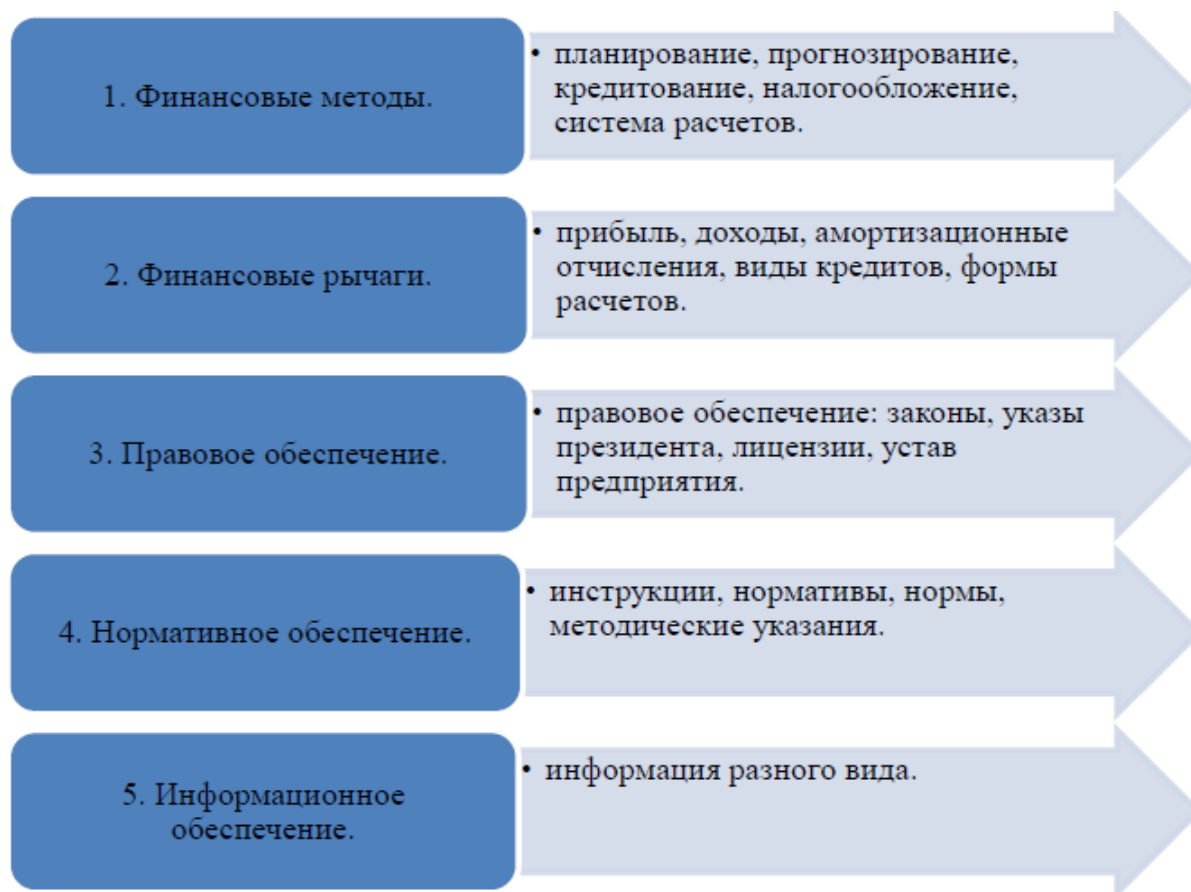 1. Финансовые методы.
• планирование, прогнозирование,
кредитование, налогообложение,
система расчетов.
2. Финансовые рычаги.
• прибыль, доходы, амортизационные
отчисления, виды кредитов, формы
расчетов.
3. Правовое обеспечение.
• правовое обеспечение: законы, указы
президента, лицензии, устав
предприятия.
4. Нормативное обеспечение.
• инструкции, нормативы, нормы,
методические указания.
5. Информационное
обеспечение.
• информация разного вида.